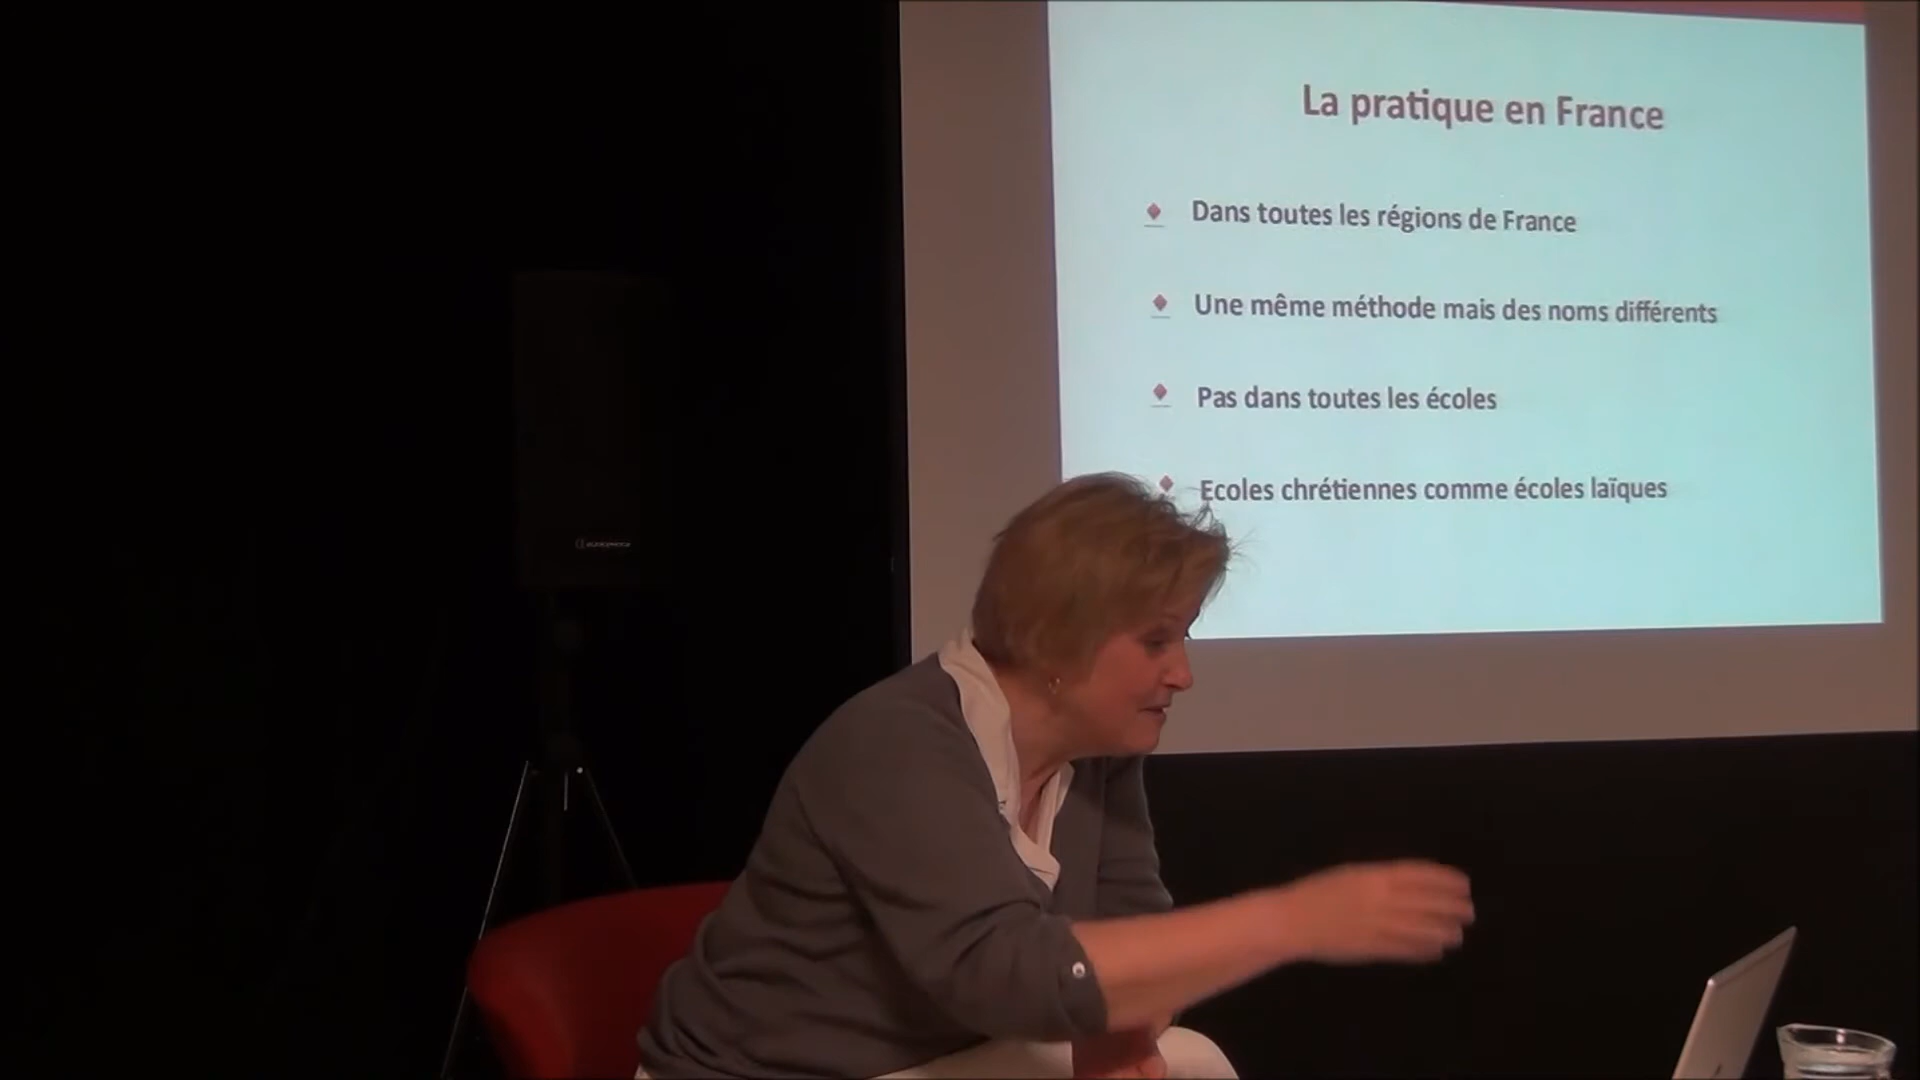 La pratique en France
Dans toutes les régions de France
Une même méthode mais des noms différents
Pas dans toutes les écoles
Ecoles chrétiennes comme écoles laïques